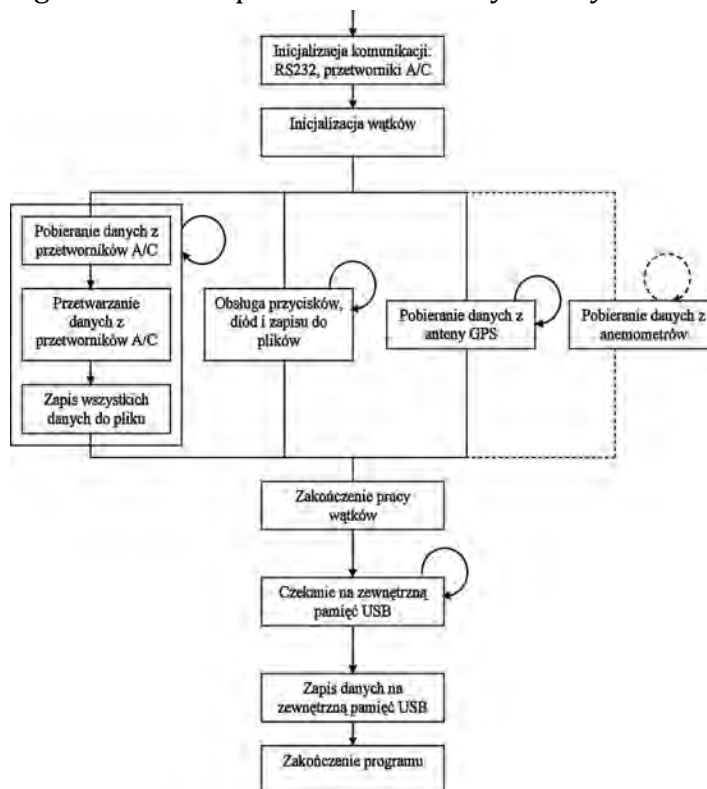 Inicjalizacja komunikacji:
RS232, przetworniki A/C
Inicjalizacja wątków
Pobieranie danych z
przetworników A/C
Przetwarzanie
danych z
przetworników A/C
Zapis wszystkich
danych do pliku
Obsługa przycisków,
diód i zapisu do
plików
Pobieranie danych z
anteny GPS
Pobieranie danych z
anemometrów
Zakończenie pracy
wątków
Czekanie na zewnętrzną
pamięć USB
Zapis danych na
zewnętrzną pamięć USB
Zakończenie programu